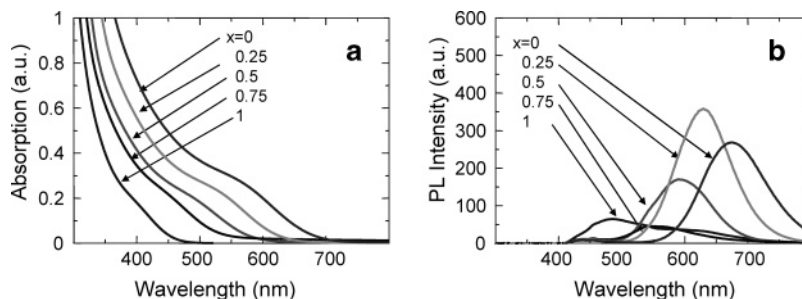 a
x=0
0.25
0.5
0.75
1
1
0.8
0.6
0.4
0.2
0
Absorption (a.u.)
400 500 600 700
Wavelength (nm)
b
x=0
0.25
0.5
0.75
1
600
500
400
300
200
100
50
0
PL Intensity (a.u.)
400 500 600 700
Wavelength (nm)